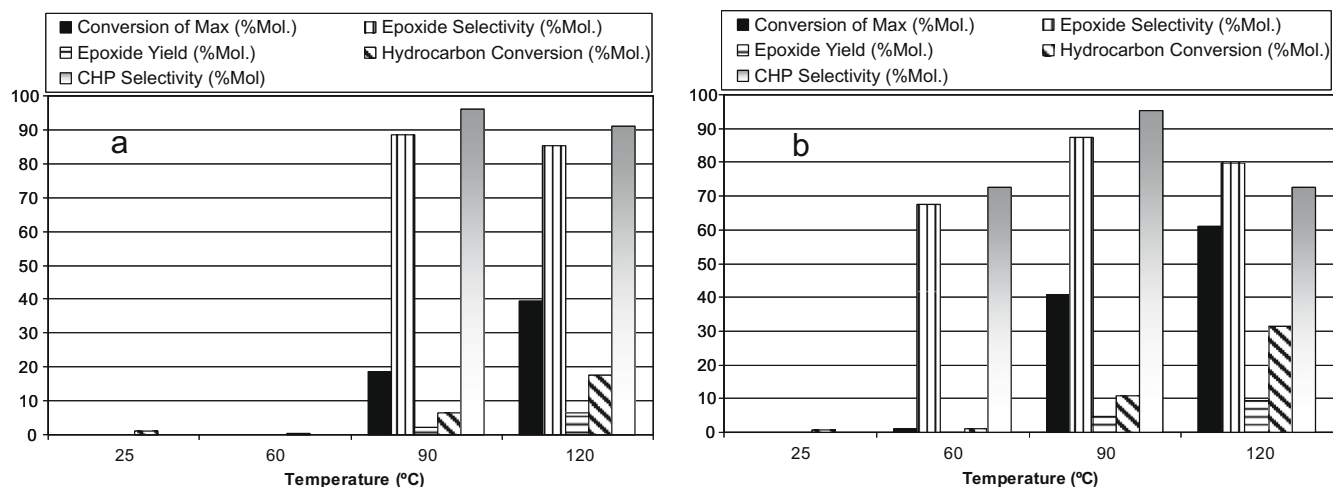 Conversion of Max (%Mol.) Epoxide Selectivity (%Mol.)
Epoxide Yield (%Mol.) Hydrocarbon Conversion (%Mol.)
CHP Selectivity (%Mol)
100
90
80
70
60
50
40
30
20
10
0
a
25 60 90 120
Temperature (ºC)
Conversion of Max (%Mol.) Epoxide Selectivity (%Mol.)
Epoxide Yield (%Mol.) Hydrocarbon Conversion (%Mol.)
CHP Selectivity (%Mol.)
100
90
80
70
60
50
40
30
20
10
0
b
25 60 90 120
Temperature (ºC)